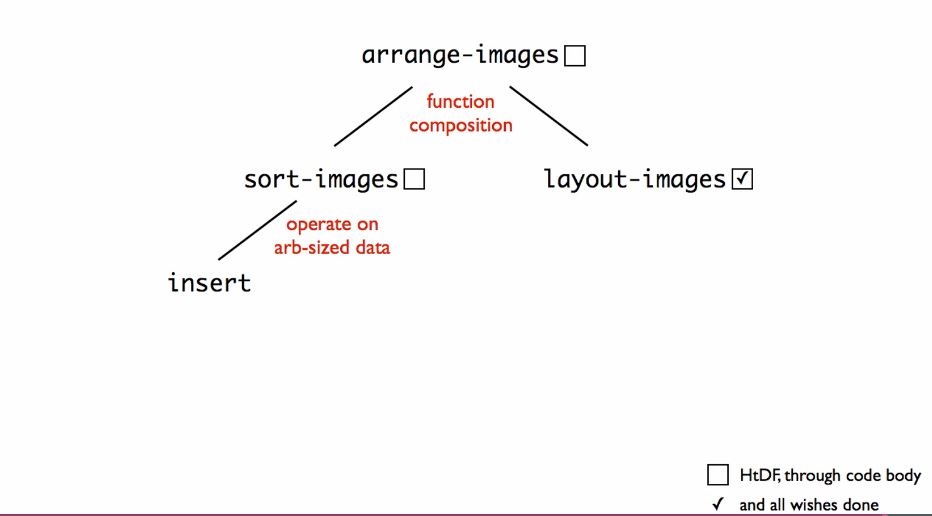 arrange-images
function
composition
sort-images
layout-images ✓
operate on
arb-sized data
insert
HtDF, through code body
✓ and all wishes done